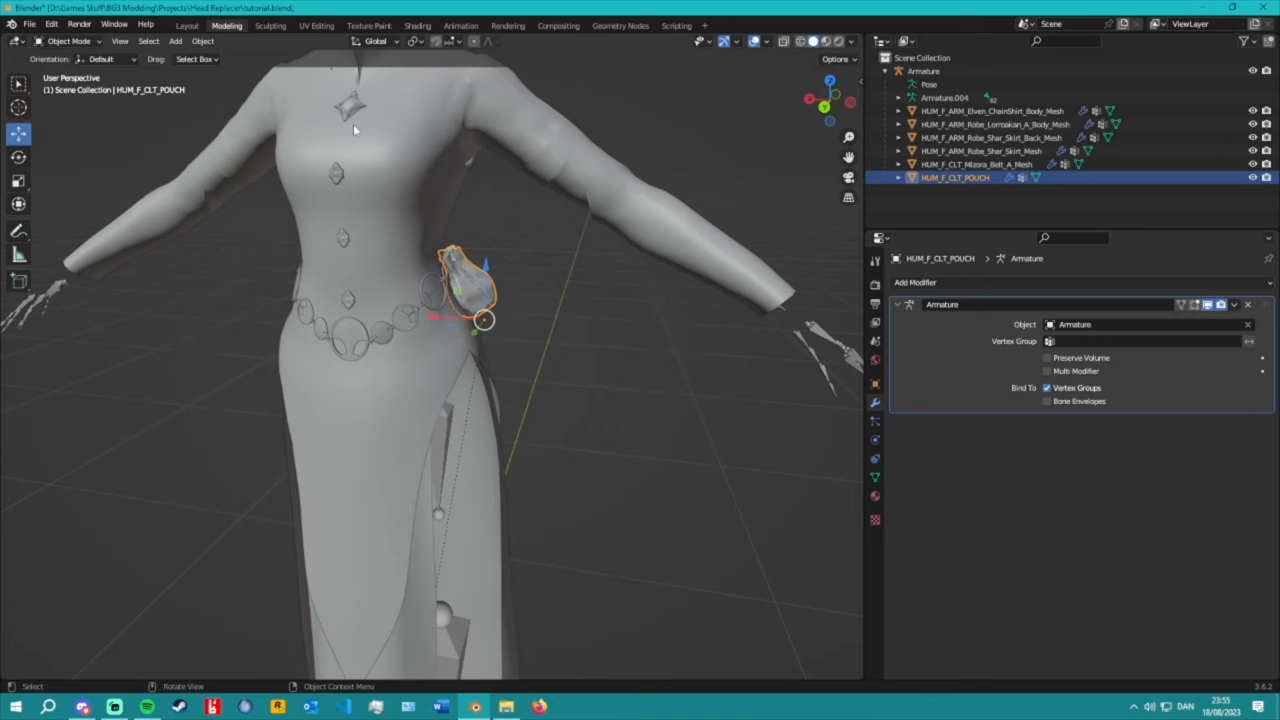 Blender* [D:\Games Stuff\BG3 Modding\Projects\Head Replacer\tutorial.blend]
File Edit Render Window Help Layout Modeling Sculpting UV Editing Texture Paint Shading Animation Rendering Compositing Geometry Nodes Scripting + Scene ViewLayer
Object Mode View Select Add Object Global
Orientation: Default Drag: Select Box Options
User Perspective
(1) Scene Collection | HUM_F_CLT_POUCH
X Y Z
Scene Collection
Armature
Pose
Armature.004
HUM_F_ARM_Elven_ChainShirt_Body_Mesh
HUM_F_ARM_Robe_Lorroakan_A_Body_Mesh
HUM_F_ARM_Robe_Shar_Skirt_Back_Mesh
HUM_F_ARM_Robe_Shar_Skirt_Mesh
HUM_F_CLT_Mizora_Belt_A_Mesh
HUM_F_CLT_POUCH
HUM_F_CLT_POUCH > Armature
Add Modifier
Armature
Object Armature
Vertex Group
Preserve Volume
Multi Modifier
Bind To Vertex Groups
Bone Envelopes
Select Rotate View Object Context Menu 3.6.2
DAN 23:55
18/08/2023